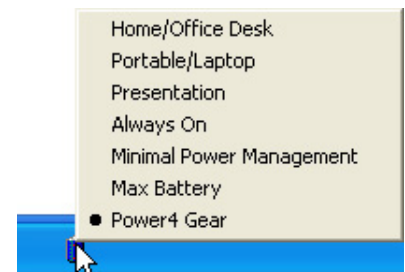 Home/Office Desk
Portable/Laptop
Presentation
Always On
Minimal Power Management
Max Battery
Power4 Gear